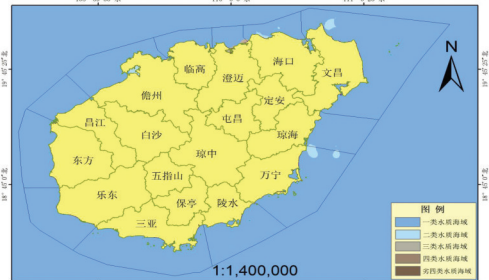 N
海口
文昌
临高
澄迈
儋州
定安
屯昌
昌江
白沙
琼海
东方
琼中
五指山
万宁
乐东
保亭
陵水
三亚
图 例
一类水质海域
二类水质海域
三类水质海域
四类水质海域
劣四类水质海域
1:1,400,000